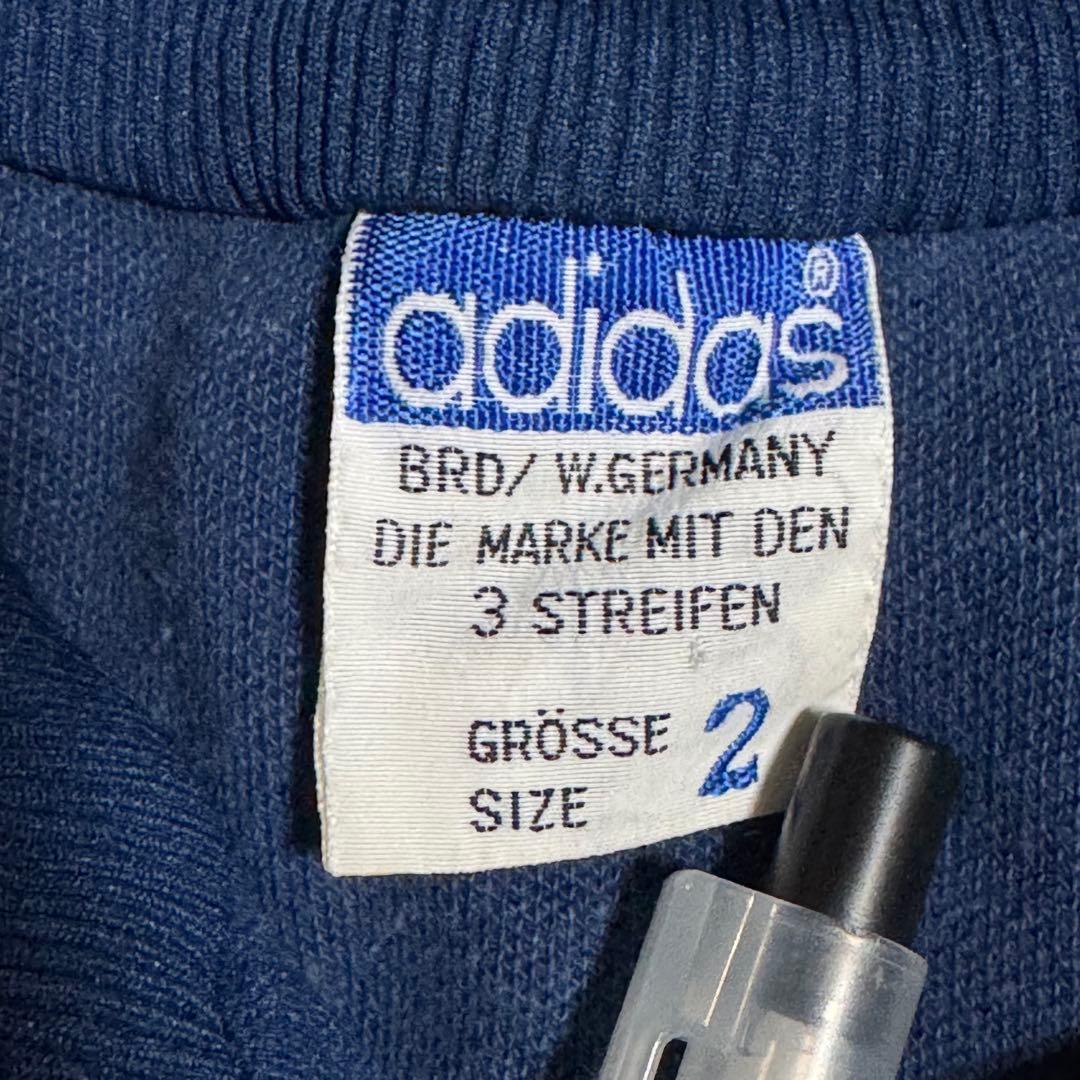 adidas®
BRD/ W.GERMANY
DIE MARKE MIT DEN
3 STREIFEN
GRÖSSE 2
SIZE